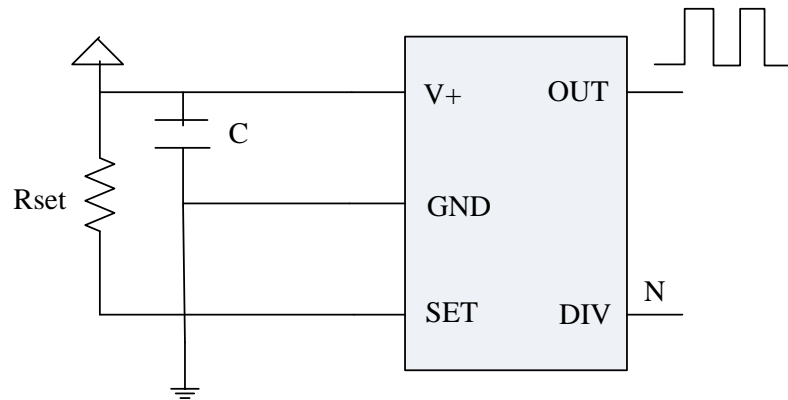 V+ OUT
C
Rset
GND
N
SET DIV